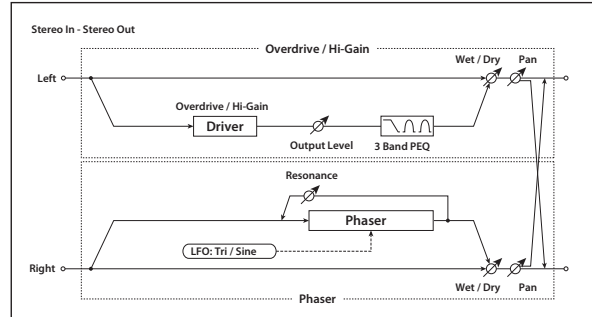 Stereo In - Stereo Out
Overdrive / Hi-Gain
Wet / Dry
Pan
Left
Overdrive / Hi-Gain
Driver
Output Level
3 Band PEQ
Resonance
Phaser
LFO: Tri / Sine
Right
Wet / Dry
Pan
Phaser